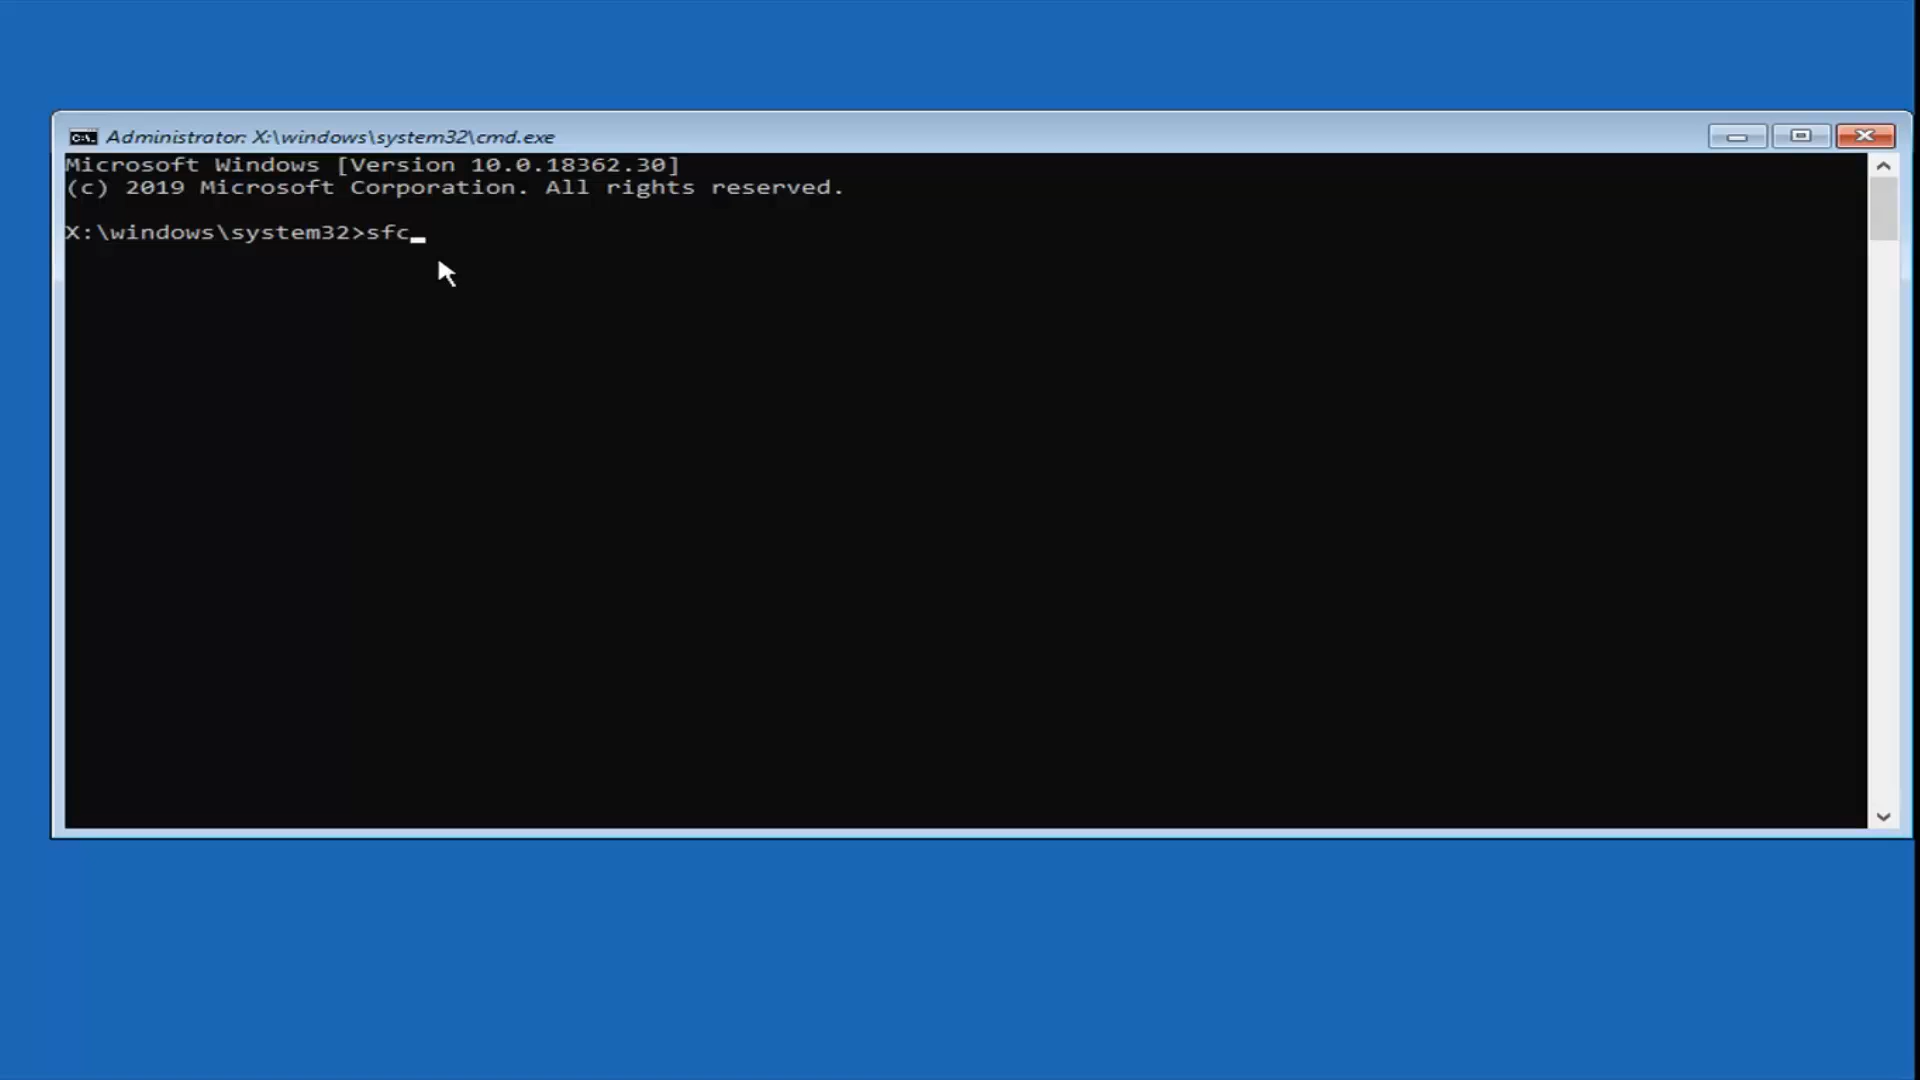 Administrator: X:\windows\system32\cmd.exe
Microsoft Windows [Version 10.0.18362.30]
(c) 2019 Microsoft Corporation. All rights reserved.
X:\windows\system32>sfc